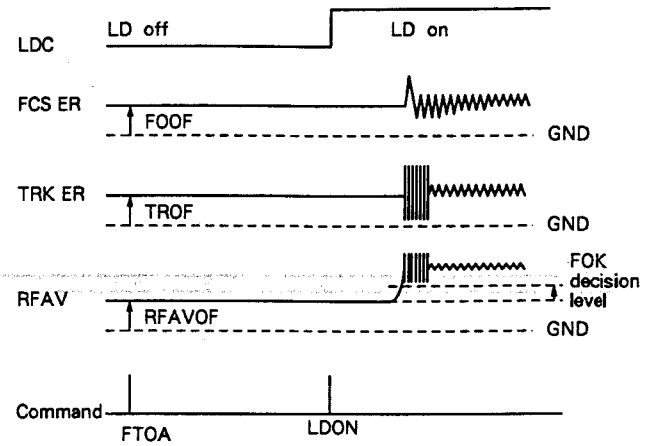 LD off
LD on
LDC
FCS ER
FOOF
GND
TRK ER
TROF
GND
FOK
decision
level
RFAV
RFAVOF
GND
Command
FTOA
LDON